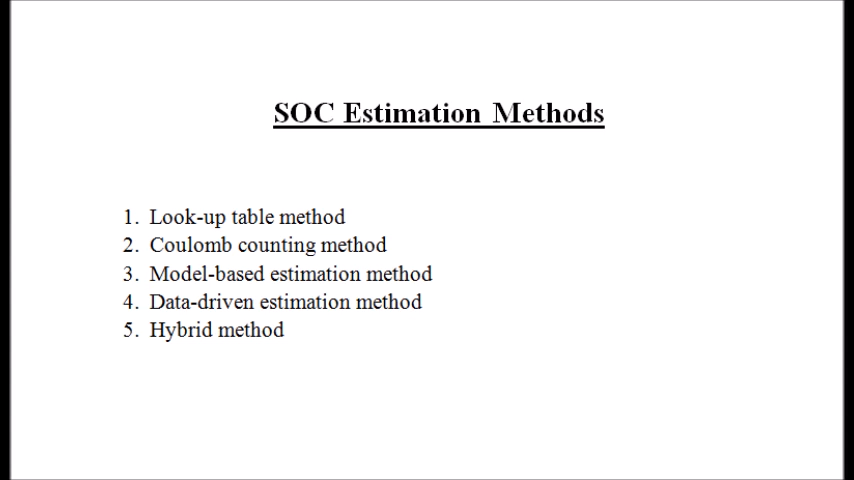 SOC Estimation Methods
1. Look-up table method
2. Coulomb counting method
3. Model-based estimation method
4. Data-driven estimation method
5. Hybrid method